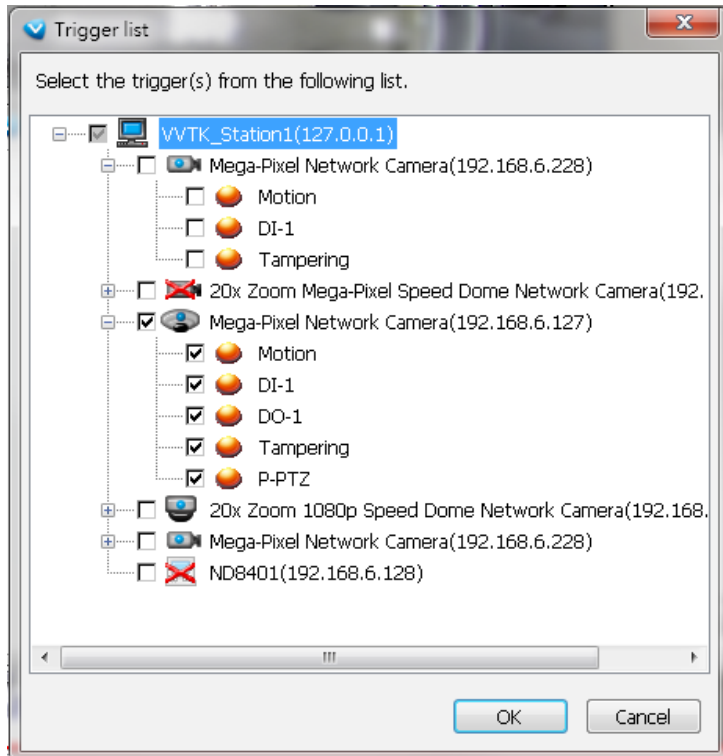 Trigger list
Select the trigger(s) from the following list.
VVTK_Station1(127.0.0.1)
Mega-Pixel Network Camera(192.168.6.228)
Motion
DI-1
Tampering
20x Zoom Mega-Pixel Speed Dome Network Camera(192.
Mega-Pixel Network Camera(192.168.6.127)
Motion
DI-1
DO-1
Tampering
P-PTZ
20x Zoom 1080p Speed Dome Network Camera(192.168.
Mega-Pixel Network Camera(192.168.6.228)
ND8401(192.168.6.128)
OK Cancel